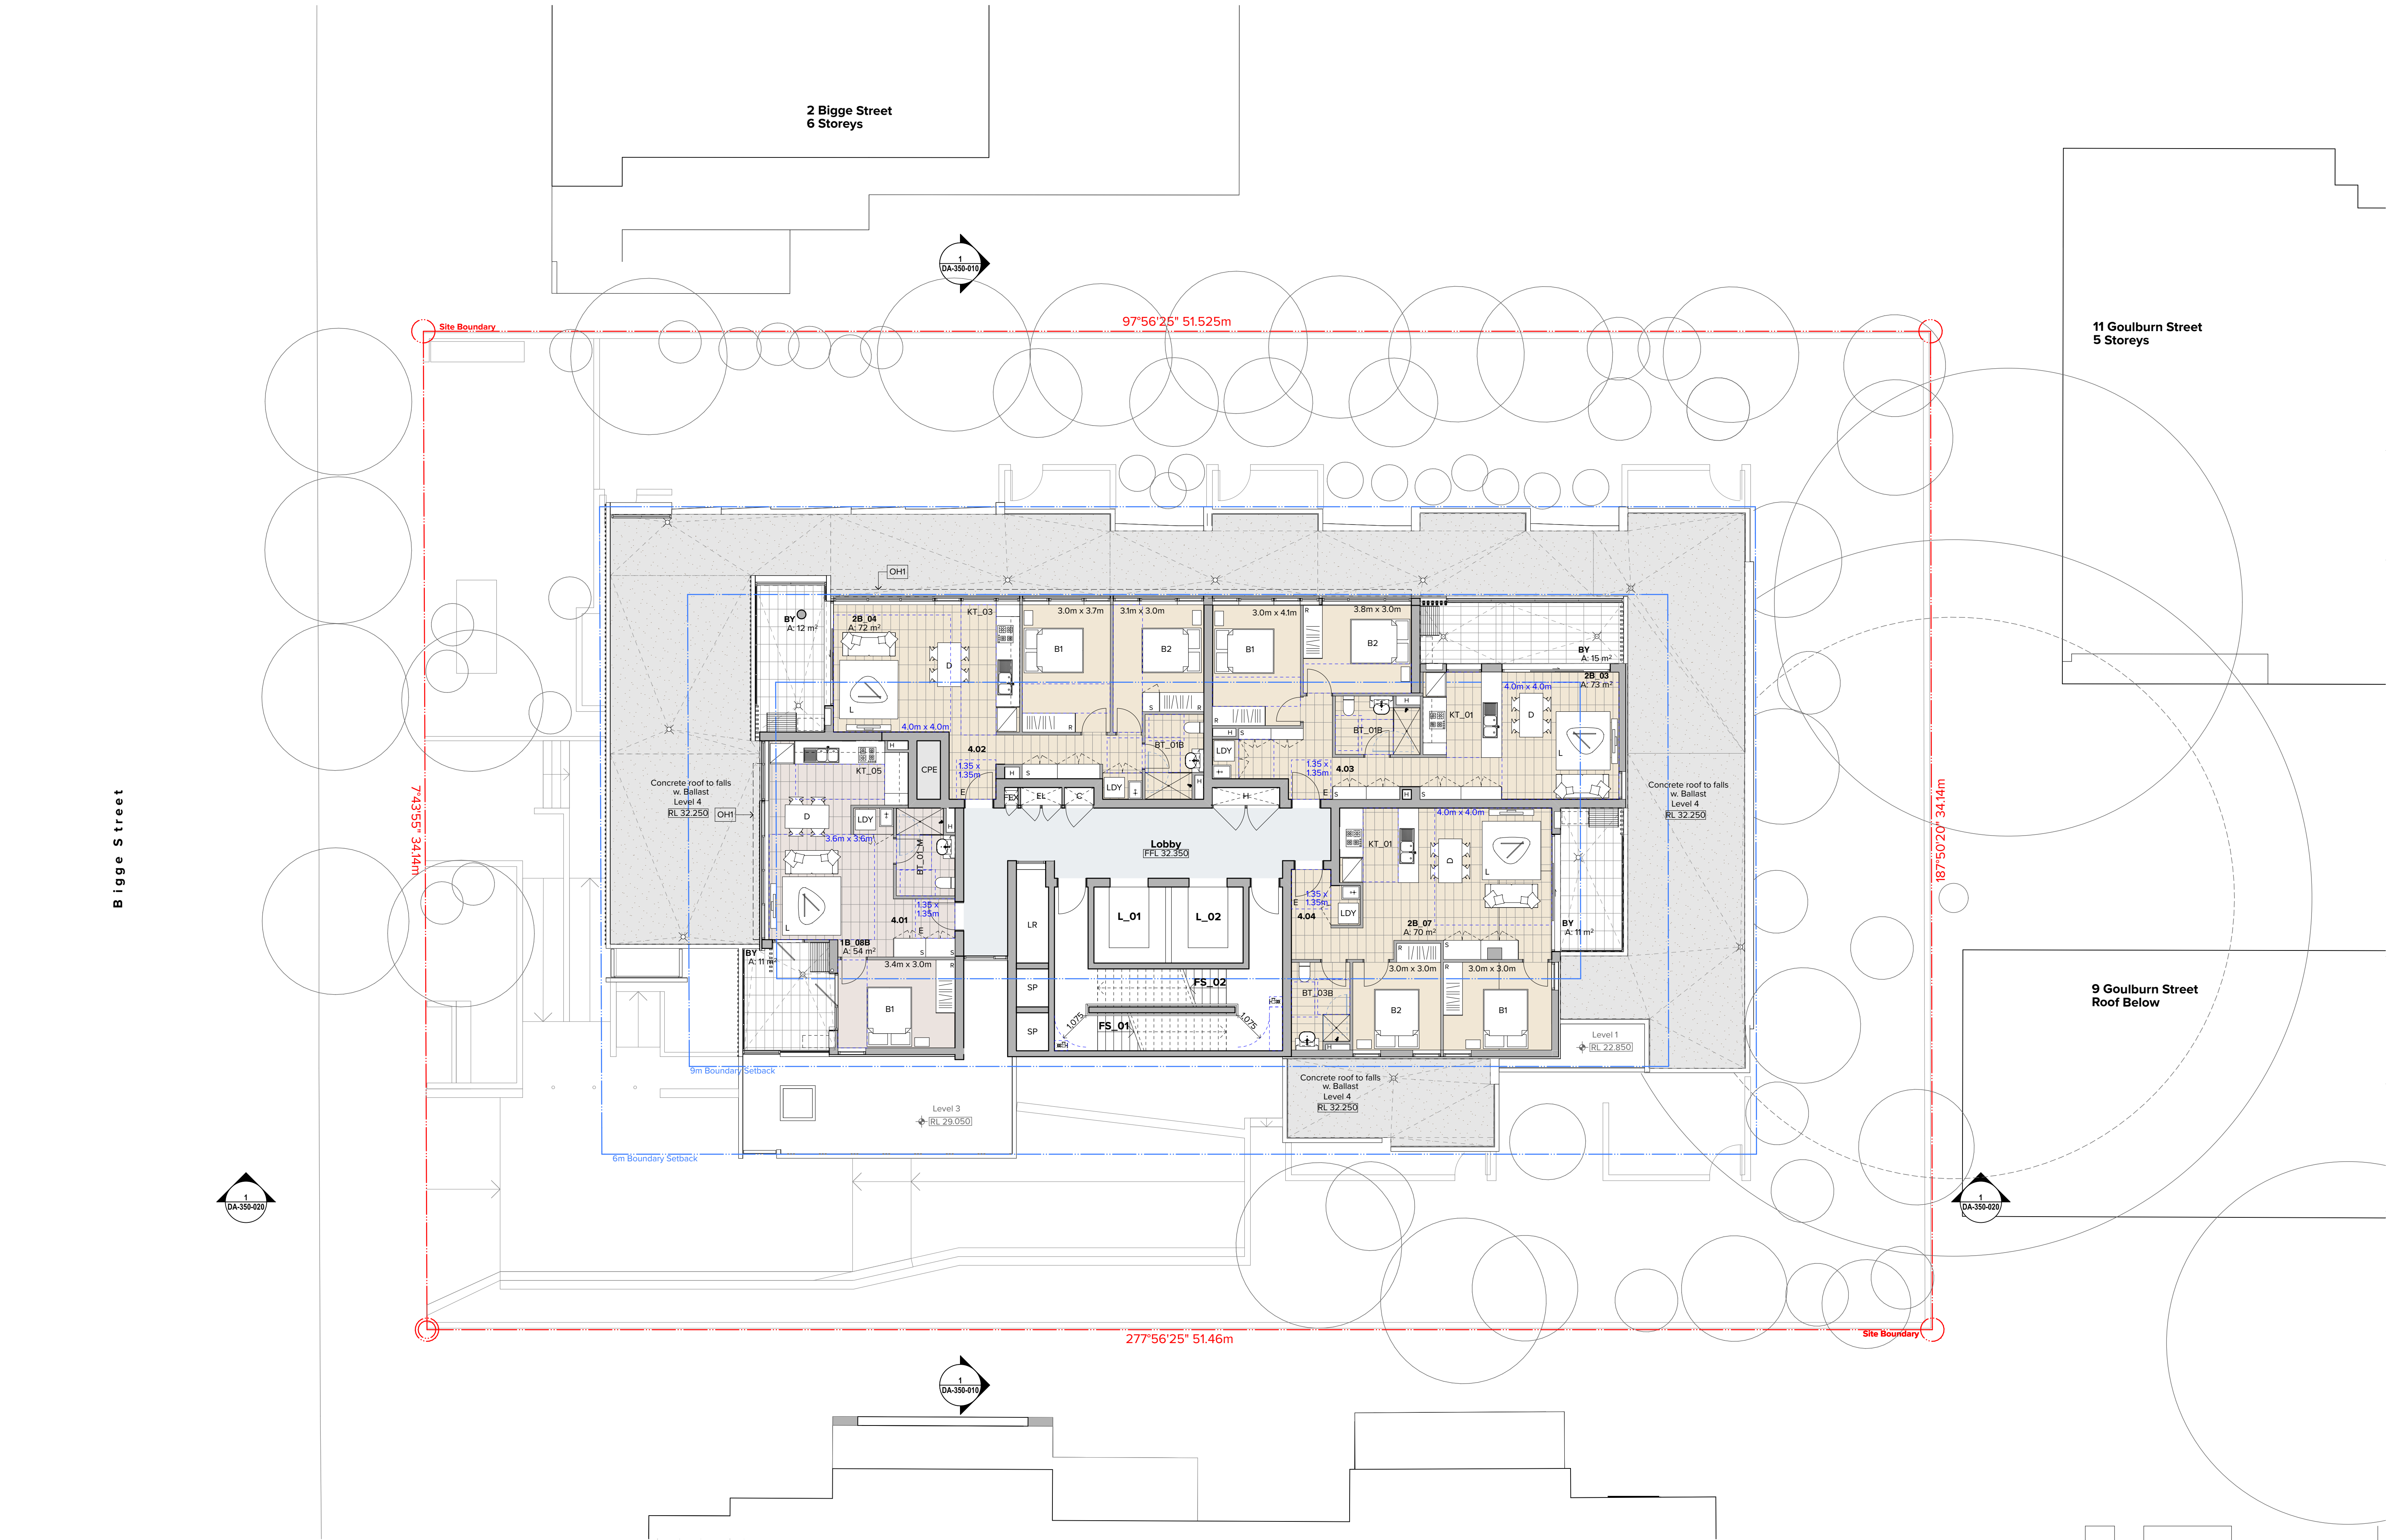 2 Bigge Street
6 Storeys
1
DA-350-010
Site Boundary
97°56'25" 51.525m
11 Goulburn Street
5 Storeys
OH1
BY
A: 12 m²
2B_04
A: 72 m²
KT_03
3.0m x 3.7m
3.1m x 3.0m
3.0m x 4.1m
R
3.8m x 3.0m
B1
B2
B1
B2
D
L
BY
A: 15 m²
2B_03
A: 73 m²
4.0m x 4.0m
KT_01
D
L
H
R
S
R
R
4.0m x 4.0m
BT_01B
BT_01B
H
S
LDY
4.02
4.03
1.35 x
1.35m
1.35 x
1.35m
CPE
H
KT_05
H
S
H
LDY
E
E
S
H
S
EL
C
H
Concrete roof to falls
w. Ballast
Level 4
RL 32.250
OH1
Concrete roof to falls
w. Ballast
Level 4
RL 32.250
Bigge Street
7°43'55" 34.14m
187°50'20" 34.14m
D
LDY
H
3.6m x 3.6m
BT_01_M
Lobby
FFL 32.350
4.0m x 4.0m
KT_01
D
L
4.01
1.35 x
1.35m
E
1.35 x
1.35m
E
4.04
LDY
L_01
L_02
LR
2B_07
A: 70 m²
BY
A: 11 m²
1B_08B
A: 54 m²
BY
A: 11 m²
S
S
R
S
3.4m x 3.0m
R
3.0m x 3.0m
R
3.0m x 3.0m
B1
SP
FS_02
BT_03B
B2
B1
SP
FS_01
1.075
1.075
H
9 Goulburn Street
Roof Below
Level 1
RL 22.850
9m Boundary Setback
Concrete roof to falls
w. Ballast
Level 4
RL 32.250
Level 3
RL 29.050
6m Boundary Setback
1
DA-350-020
1
DA-350-020
277°56'25" 51.46m
Site Boundary
1
DA-350-010